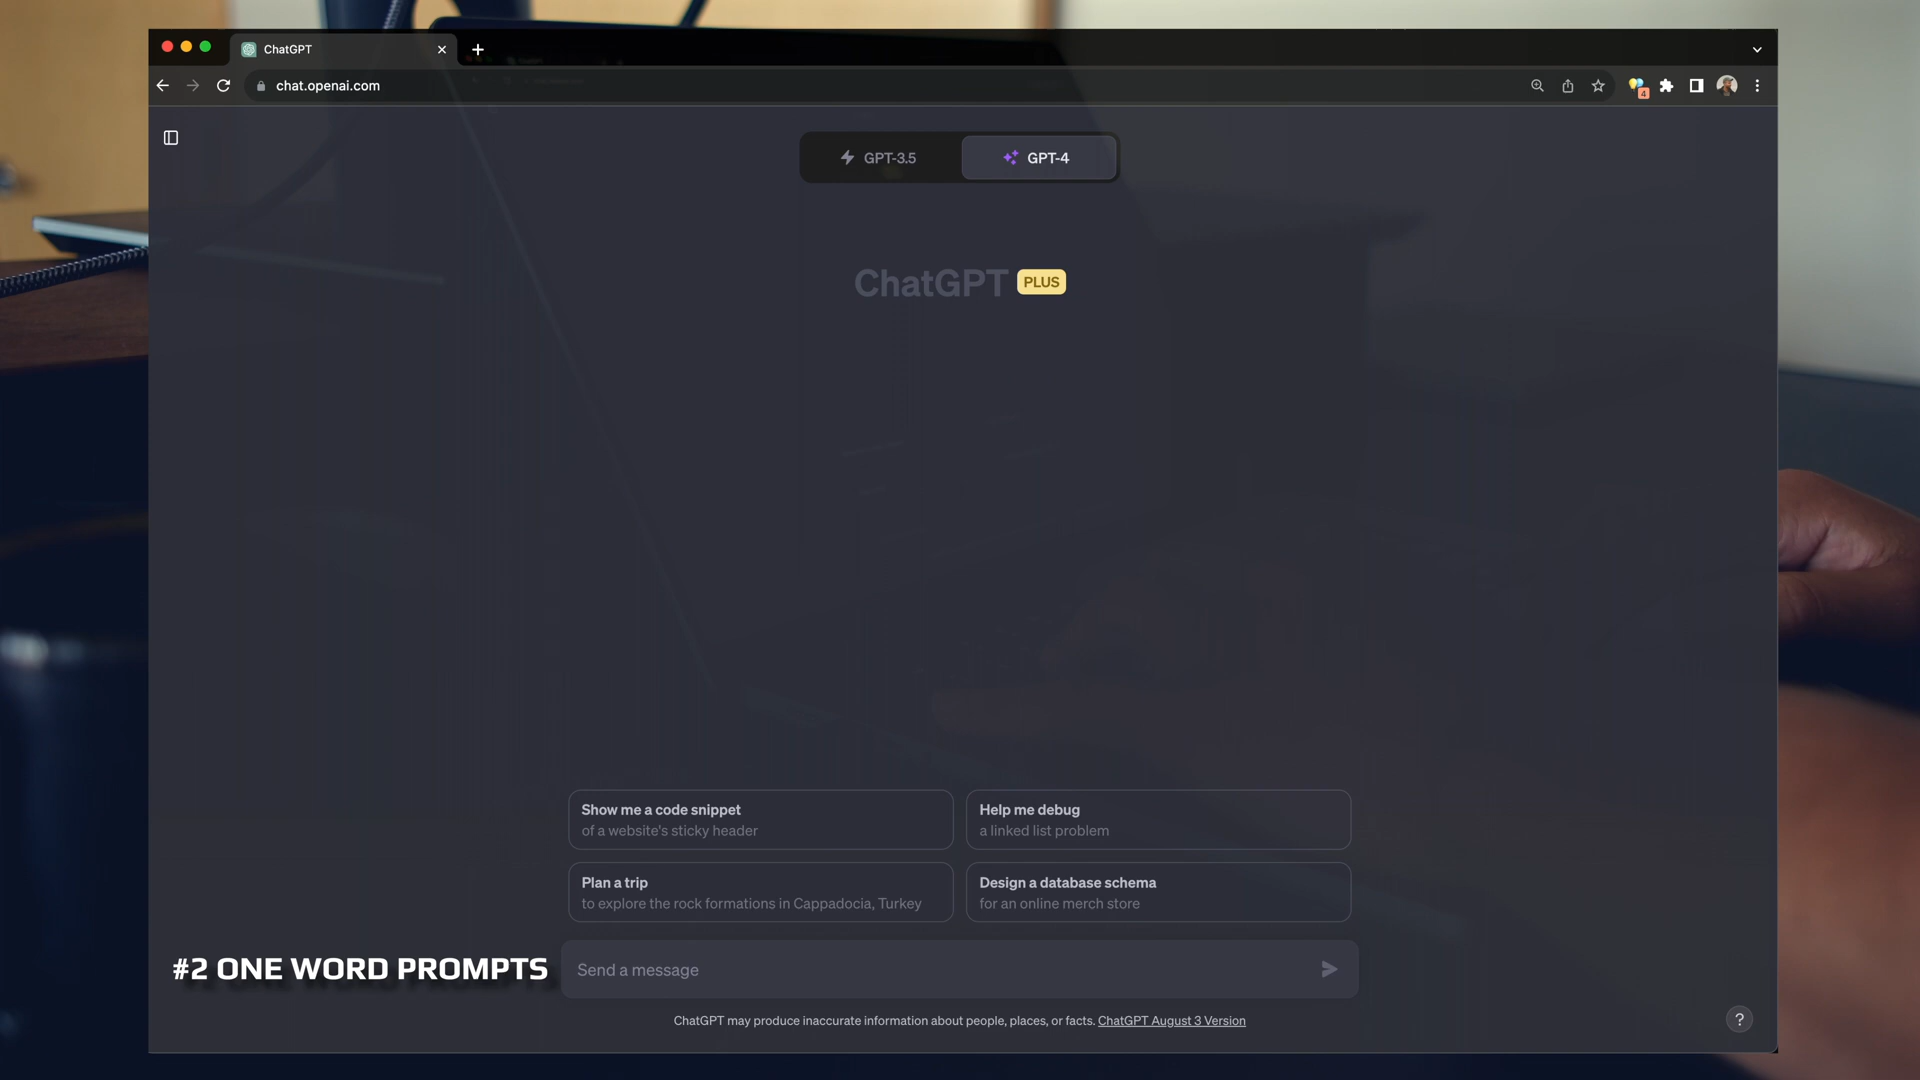 ChatGPT
chat.openai.com
4
GPT-3.5
GPT-4
ChatGPT PLUS
Show me a code snippet
of a website's sticky header
Help me debug
a linked list problem
Plan a trip
to explore the rock formations in Cappadocia, Turkey
Design a database schema
for an online merch store
#2 ONE WORD PROMPTS
Send a message
ChatGPT may produce inaccurate information about people, places, or facts. ChatGPT August 3 Version
?